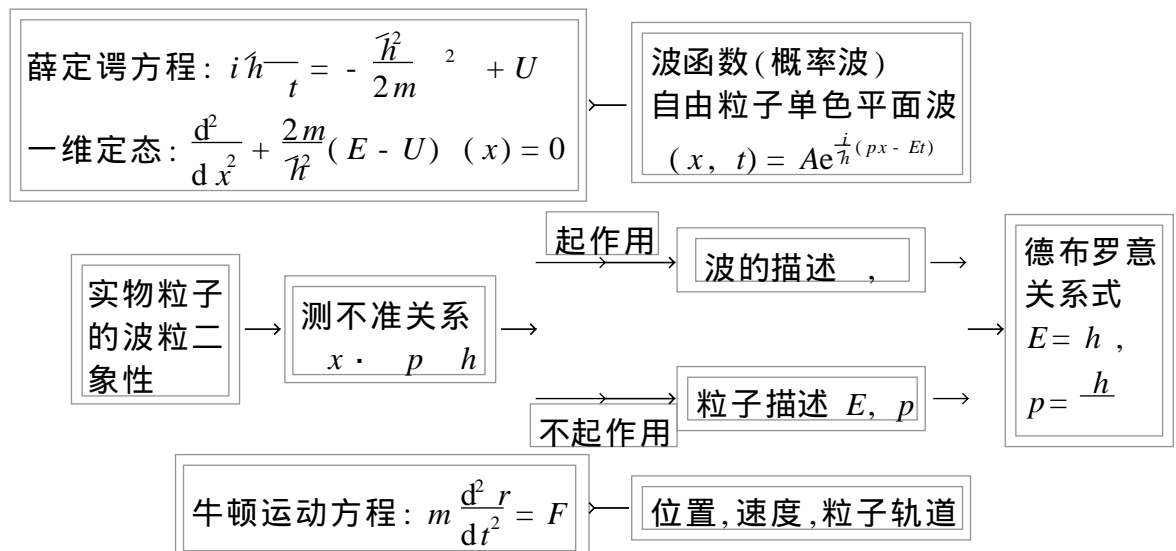 薛定谔方程: iħ — t = - ħ²/2m ² + U
一维定态: d²/dx² + 2m/ħ² (E - U) (x) = 0
波函数(概率波)
自由粒子单色平面波
(x, t) = Ae^{i/ħ (px - Et)}
实物粒子
的波粒二
象性
测不准关系
x · p h
起作用
波的描述 ,
不起作用
粒子描述 E, p
德布罗意
关系式
E = h ,
p = h
牛顿运动方程: m d²r/dt² = F
位置,速度,粒子轨道